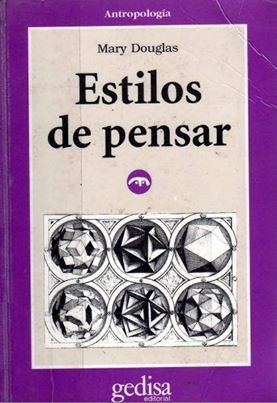 Antropología
Mary Douglas
Estilos
de pensar
gedisa
editorial